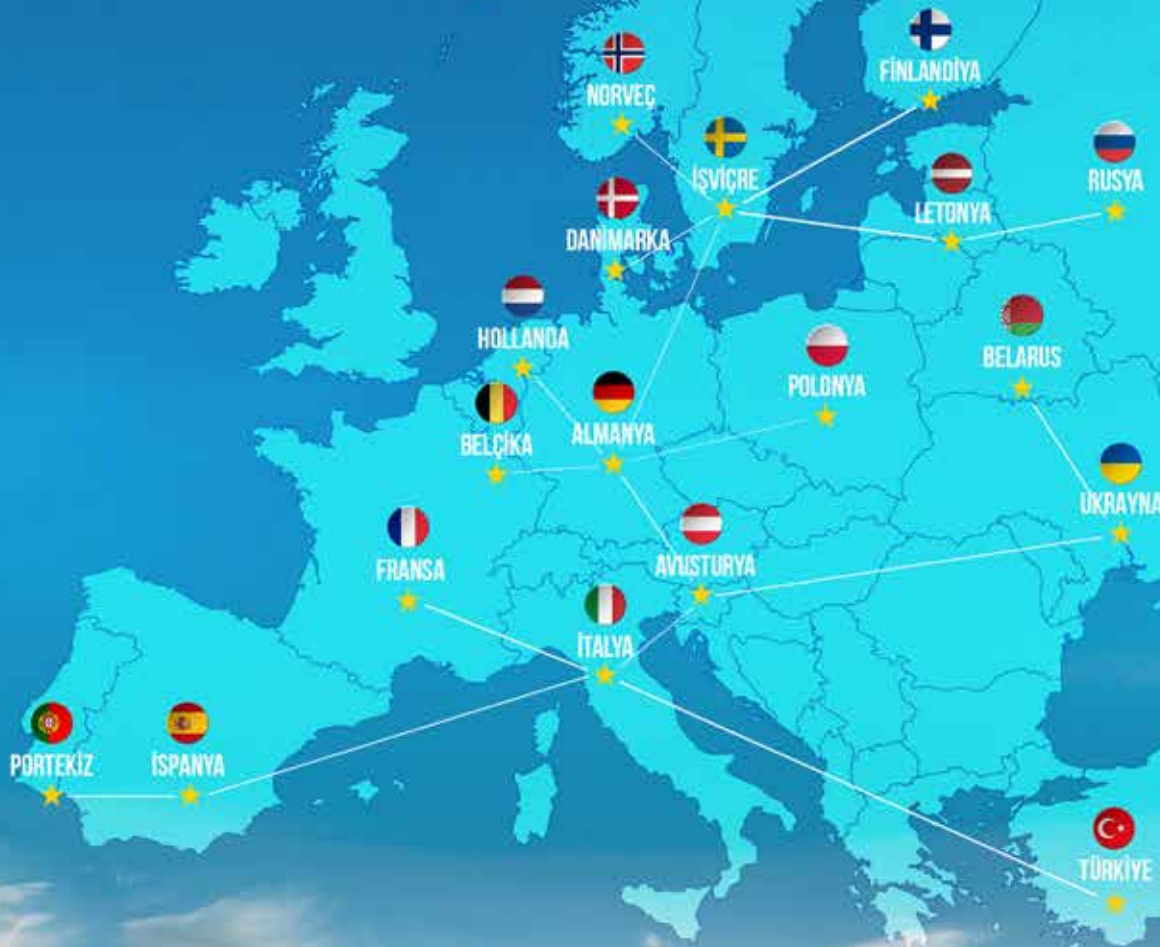 FİNLANDİYA
NORVEÇ
İŞVİÇRE
RUSYA
LETONYA
DANİMARKA
HOLLANDA
BELARUS
POLONYA
BELÇİKA
ALMANYA
UKRAYNA
FRANSA
AVUSTURYA
İTALYA
PORTEKİZ
İSPANYA
TÜRKİYE